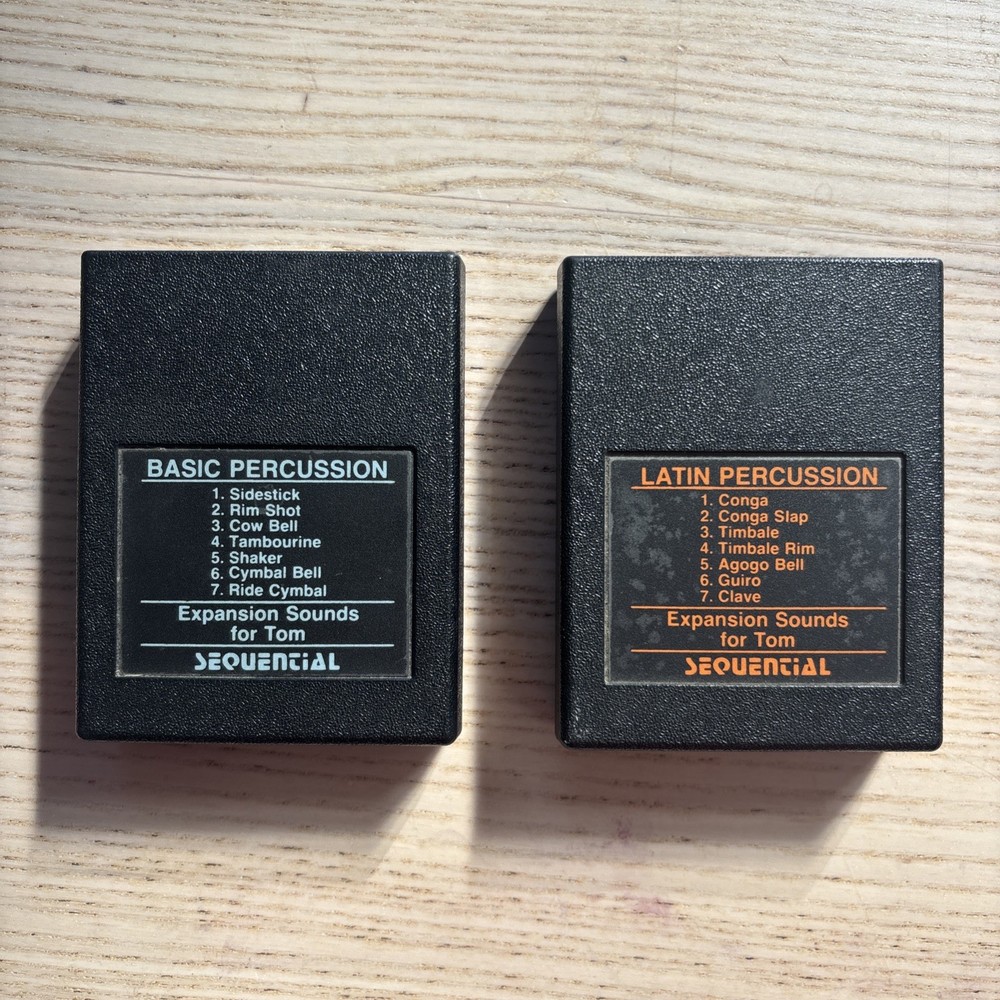 BASIC PERCUSSION
1. Sidestick
2. Rim Shot
3. Cow Bell
4. Tambourine
5. Shaker
6. Cymbal Bell
7. Ride Cymbal
Expansion Sounds
for Tom
SEQUENTIAL
LATIN PERCUSSION
1. Conga
2. Conga Slap
3. Timbale
4. Timbale Rim
5. Agogo Bell
6. Guiro
7. Clave
Expansion Sounds
for Tom
SEQUENTIAL